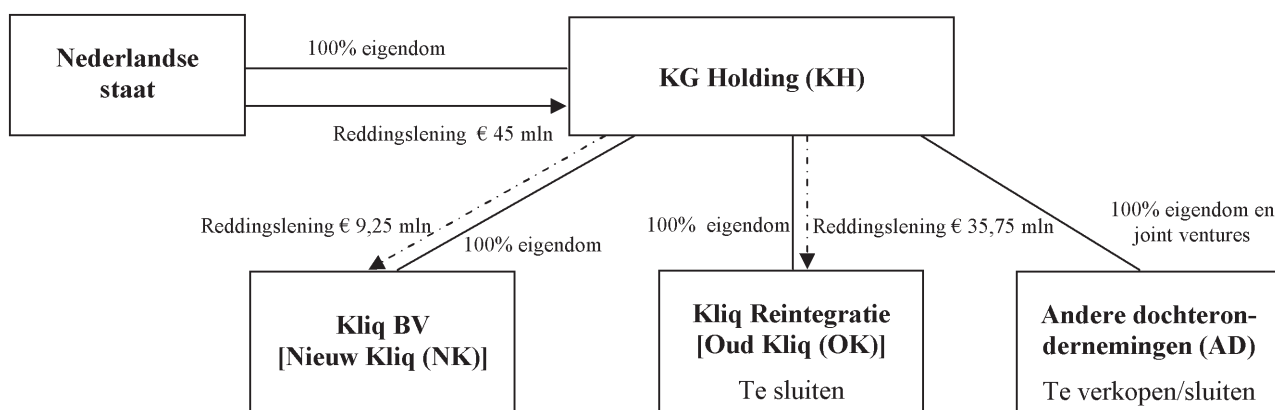 Nederlandse
staat
100% eigendom
KG Holding (KH)
Reddingslening € 45 mln
Reddingslening € 9,25 mln
100% eigendom
100% eigendom
Reddingslening € 35,75 mln
100% eigendom en
joint ventures
Kliq BV
[Nieuw Kliq (NK)]
Kliq Reintegratie
[Oud Kliq (OK)]
Te sluiten
Andere dochteron-
dernemingen (AD)
Te verkopen/sluiten